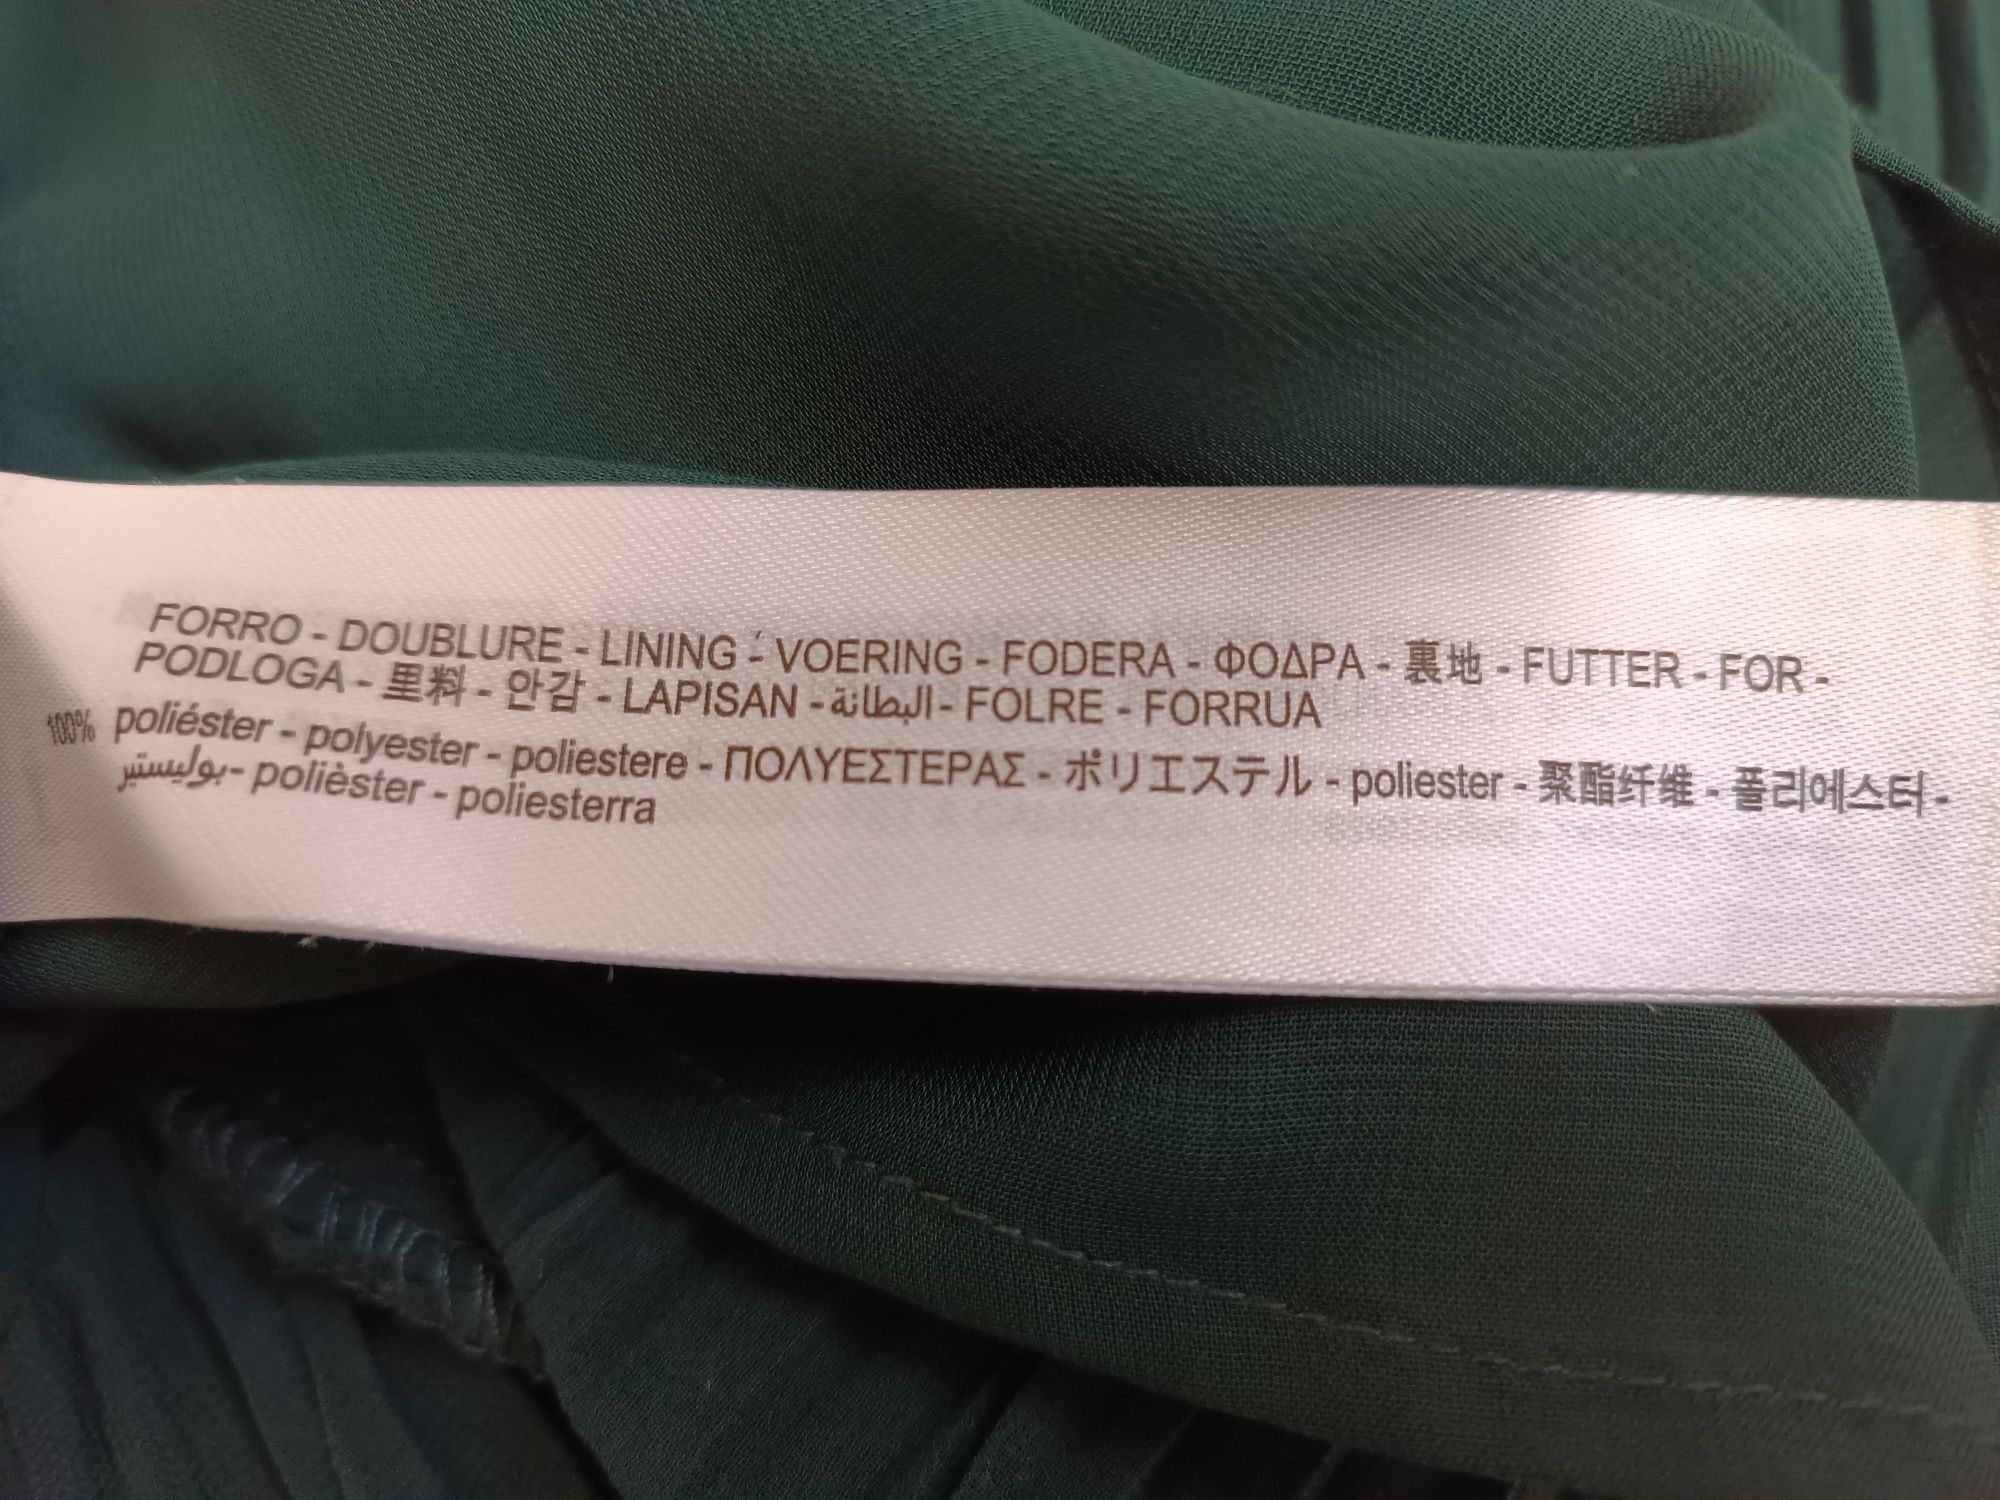 FORRO - DOUBLURE - LINING - VOERING - FODERA - ΦΟΔΡΑ - 裏地 - FUTTER - FOR -
PODLOGA - 里料 - 안감 - LAPISAN - البطانة - FOLRE - FORRUA
100% poliéster - polyester - poliestere - ΠΟΛΥΕΣΤΕΡΑΣ - ポリエステル - poliester - 聚酯纤维 - 폴리에스터 -
بوليستير - polièster - poliesterra